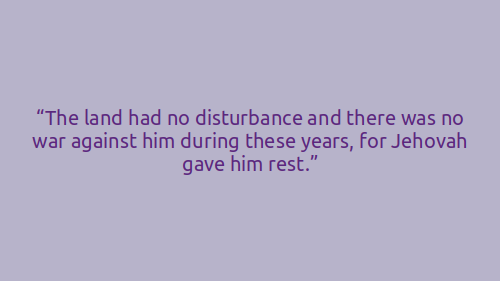 “The land had no disturbance and there was no
war against him during these years, for Jehovah
gave him rest.”